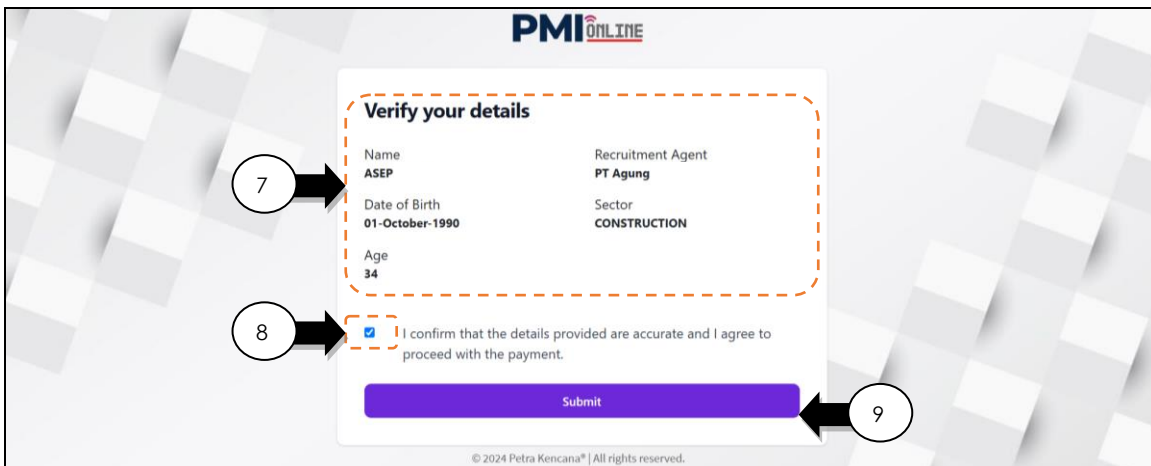 PMI ONLINE
Verify your details
Name
ASEP
Recruitment Agent
PT Agung
7
Date of Birth
01-October-1990
Sector
CONSTRUCTION
Age
34
8
I confirm that the details provided are accurate and I agree to
proceed with the payment.
Submit
9
© 2024 Petra Kencana® | All rights reserved.